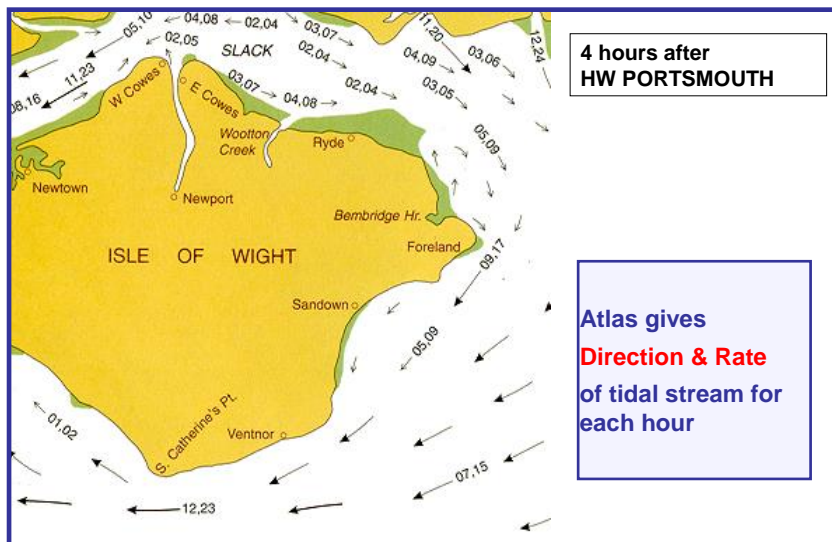 05,10
04,08
02,04
03,07
11,20
12,24
02,05
SLACK
02,04
04,09
03,06
11,23
08,16
W Cowes
E Cowes
03,07
04,08
02,04
03,05
Wootton
Creek
Ryde
05,09
Newtown
Newport
Bembridge Hr.
ISLE OF WIGHT
Foreland
09,17
Sandown
05,09
01,02
S. Catherine's Pt.
Ventnor
07,15
12,23
4 hours after
HW PORTSMOUTH
Atlas gives
Direction & Rate
of tidal stream for
each hour